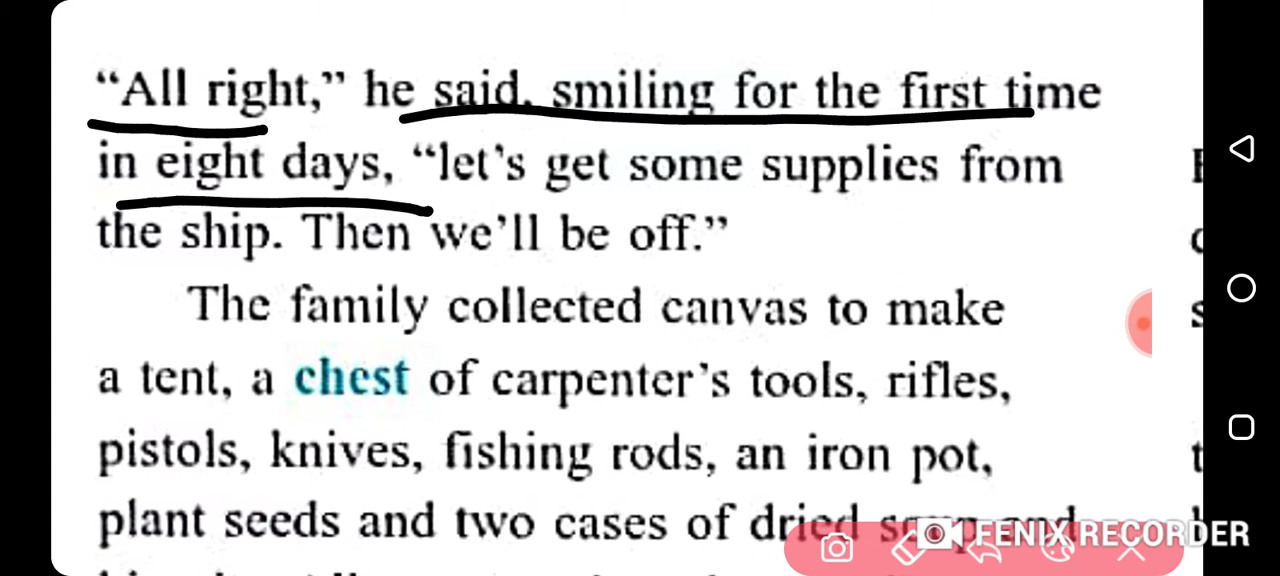 “All right,” he said, smiling for the first time
in eight days, “let’s get some supplies from
the ship. Then we’ll be off.”
The family collected canvas to make
a tent, a chest of carpenter’s tools, rifles,
pistols, knives, fishing rods, an iron pot,
plant seeds and two cases of dried soup and
FENIX RECORDER